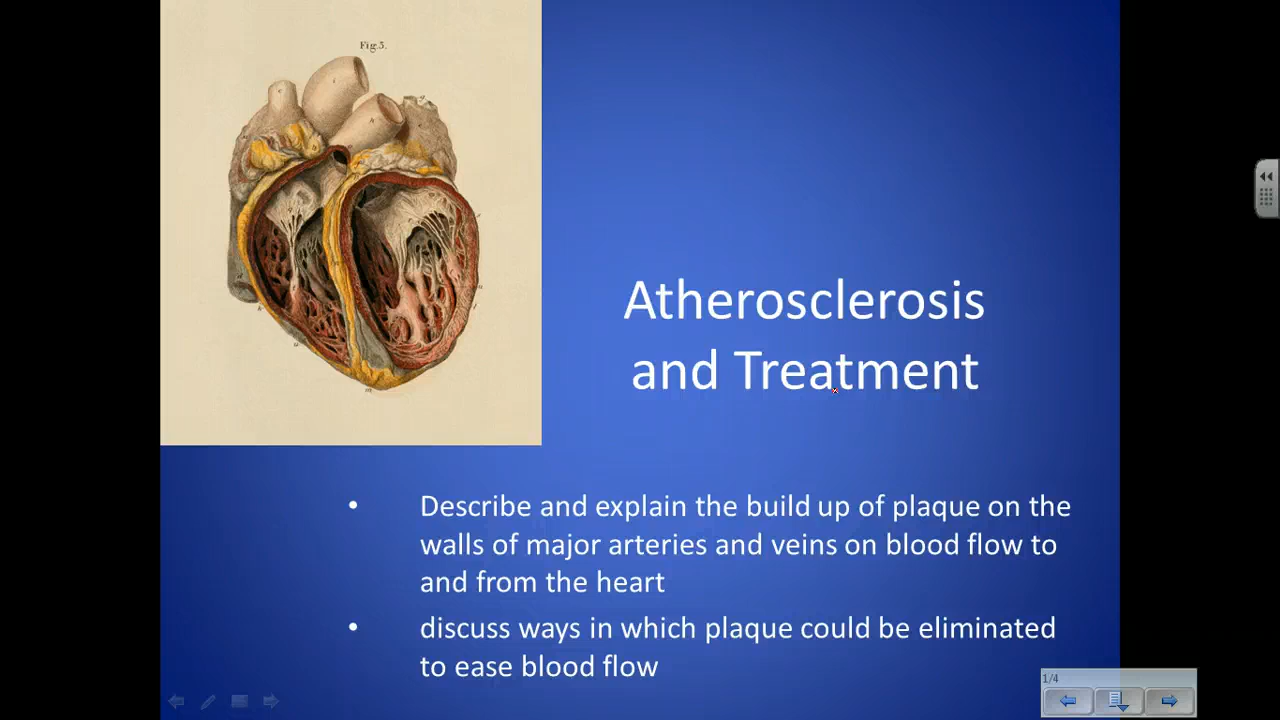 Fig:3.
Atherosclerosis
and Treatment
• Describe and explain the build up of plaque on the
walls of major arteries and veins on blood flow to
and from the heart
• discuss ways in which plaque could be eliminated
to ease blood flow
1/4